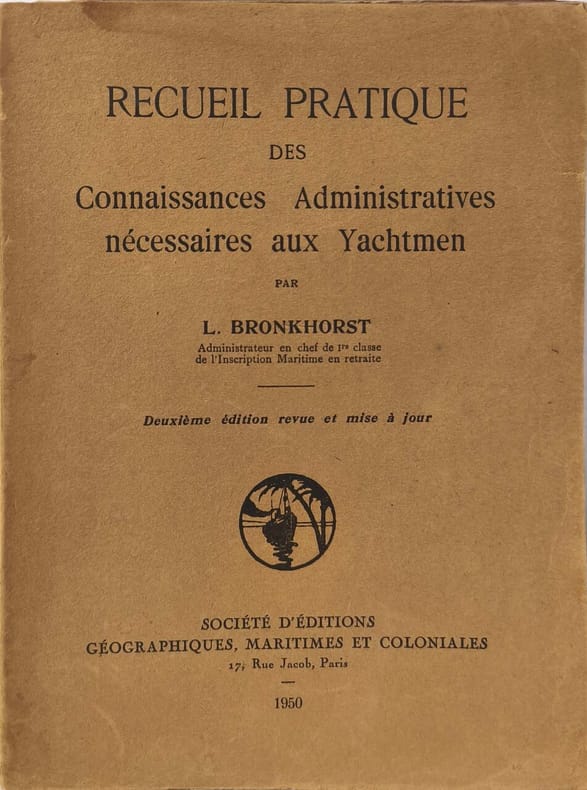 RECUEIL PRATIQUE
DES
Connaissances Administratives
nécessaires aux Yachtmen
PAR
L. BRONKHORST
Administrateur en chef de 1re classe
de l'Inscription Maritime en retraite
Deuxième édition revue et mise à jour
SOCIÉTÉ D'ÉDITIONS
GÉOGRAPHIQUES, MARITIMES ET COLONIALES
17, Rue Jacob, Paris
1950